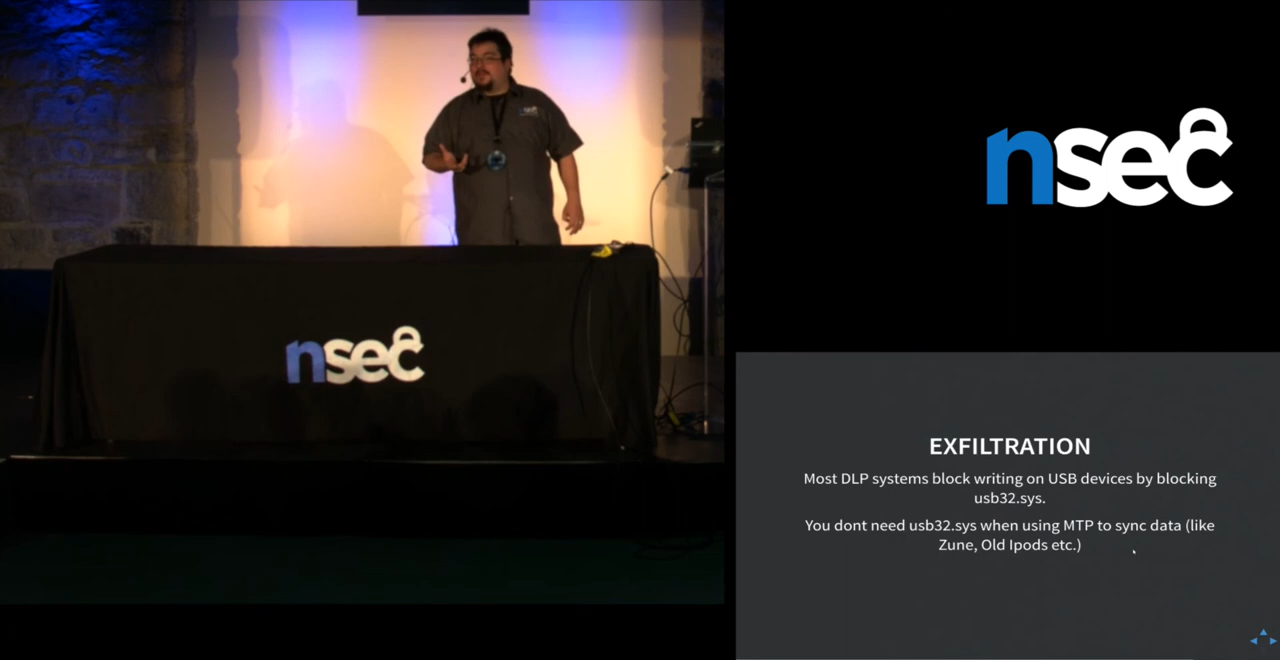 nsec
nsec
EXFILTRATION
Most DLP systems block writing on USB devices by blocking
usb32.sys.
You dont need usb32.sys when using MTP to sync data (like
Zune, Old Ipods etc.)